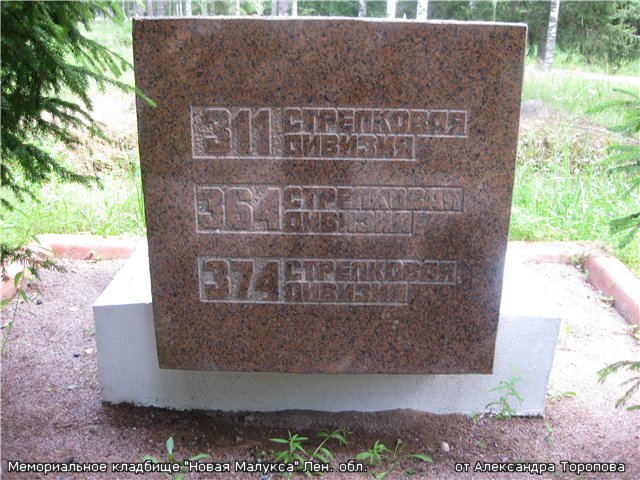 311 СТРЕЛКОВАЯ
ДИВИЗИЯ
364 СТРЕЛКОВАЯ
ДИВИЗИЯ
374 СТРЕЛКОВАЯ
ДИВИЗИЯ
Мемориальное кладбище "Новая Малукса" Лен. обл. от Александра Торопова